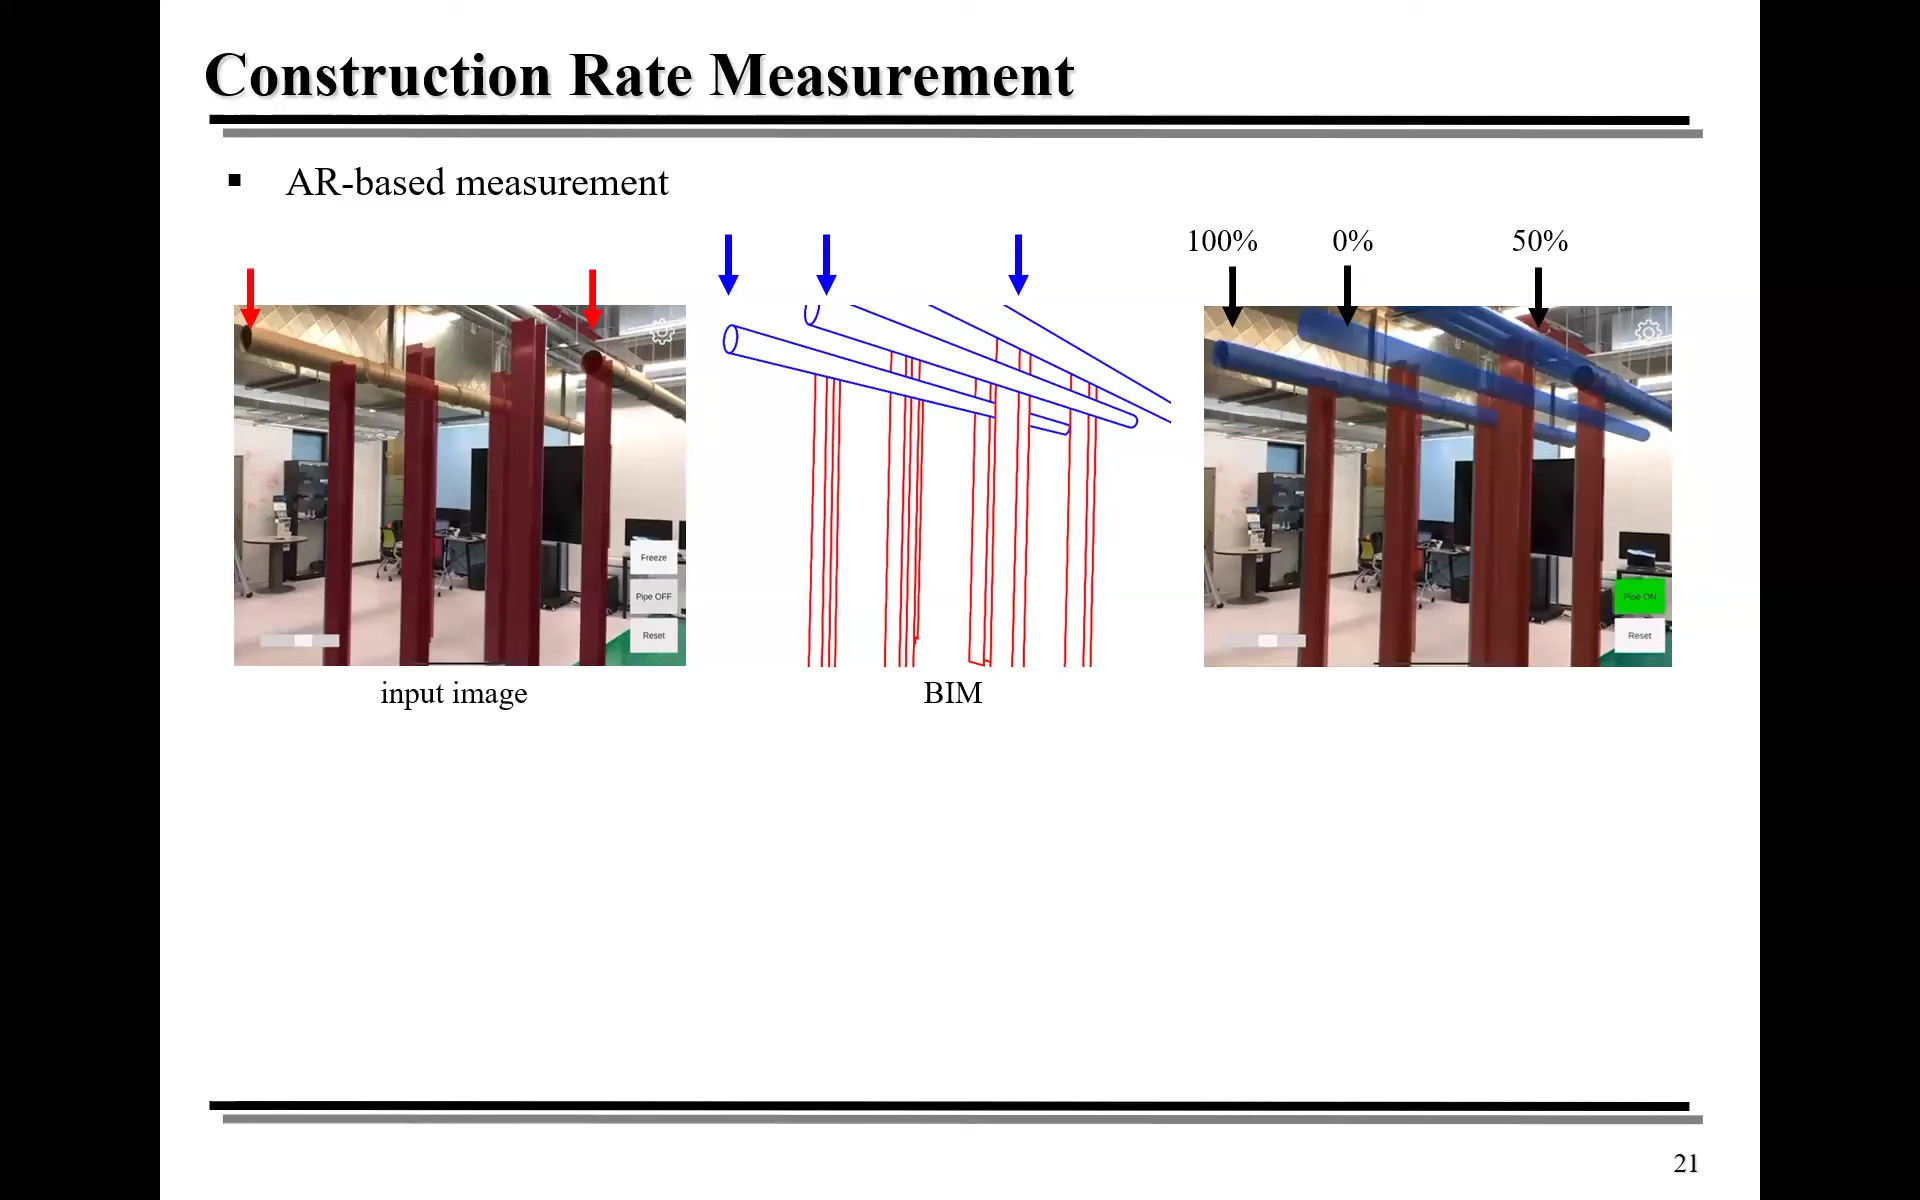 Construction Rate Measurement
▪ AR-based measurement
100% 0% 50%
Freeze
Pipe OFF
Reset
Pipe ON
Reset
input image
BIM
21